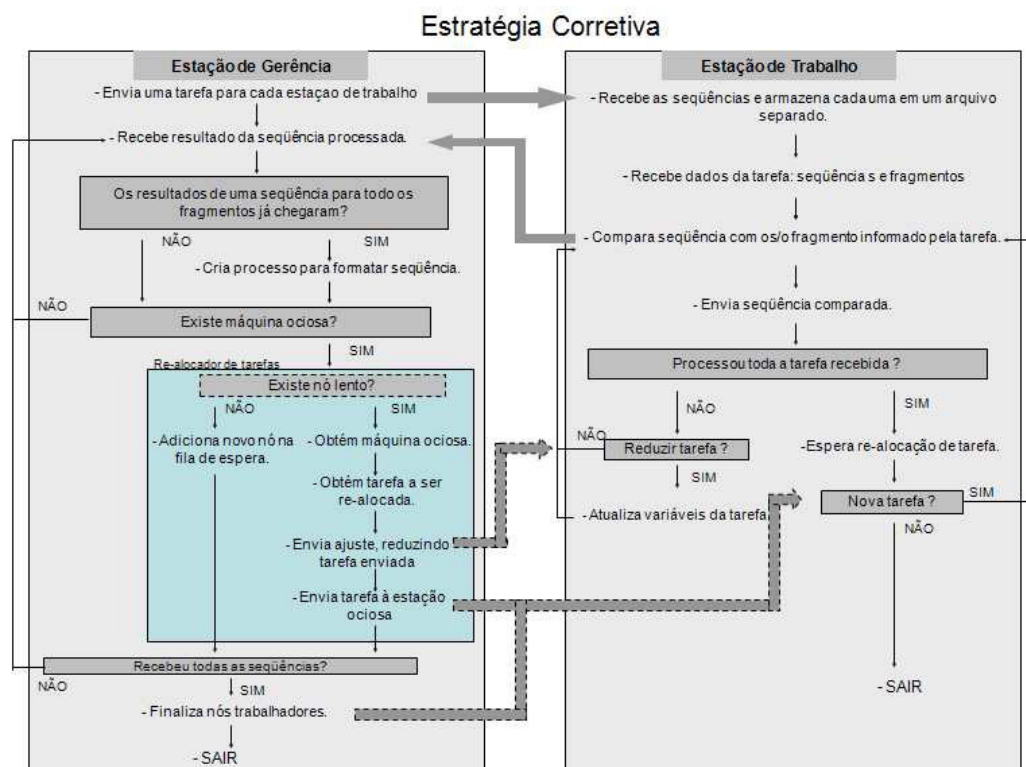 Estratégia Corretiva
Estação de Gerência
- Envia uma tarefa para cada estaçao de trabalho
- Recebe resultado da seqüência processada.
Os resultados de uma seqüência para todo os
fragmentos já chegaram?
NÃO
SIM
- Cria processo para formatar seqüência.
NÃO
Existe máquina ociosa?
SIM
Re-alocador de tarefas
Existe nó lento?
NÃO
SIM
- Adiciona novo nó na
fila de espera.
- Obtém máquina ociosa.
- Obtém tarefa a ser
re-alocada.
- Envia ajuste, reduzindo
tarefa enviada
- Envia tarefa à estação
ociosa
Recebeu todas as seqüências?
NÃO
SIM
- Finaliza nós trabalhadores.
- SAIR
Estação de Trabalho
- Recebe as seqüências e armazena cada uma em um arquivo
separado.
- Recebe dados da tarefa: seqüência s e fragmentos
- Compara seqüência com os/o fragmento informado pela tarefa.
- Envia seqüência comparada.
Processou toda a tarefa recebida ?
NÃO
SIM
NÃO
Reduzir tarefa ?
SIM
- Atualiza variáveis da tarefa.
-Espera re-alocação de tarefa.
Nova tarefa ?
SIM
NÃO
- SAIR